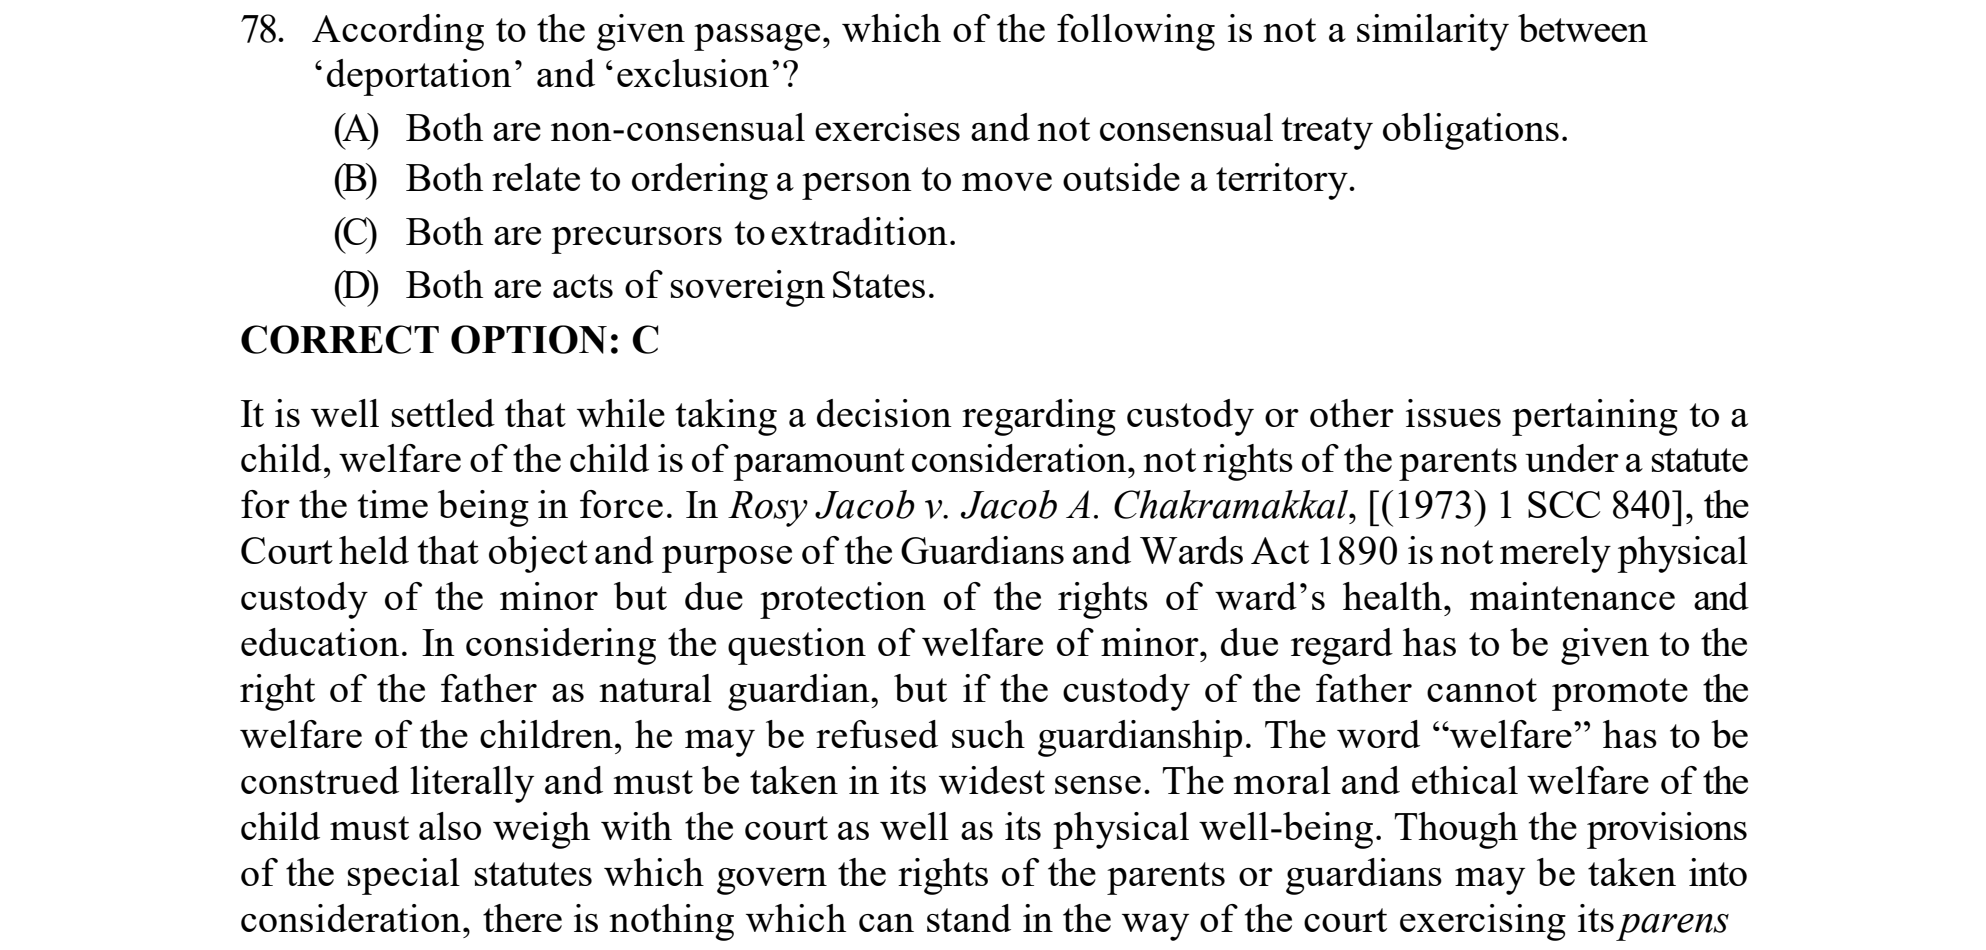 78. According to the given passage, which of the following is not a similarity between
‘deportation’ and ‘exclusion’?
(A) Both are non-consensual exercises and not consensual treaty obligations.
(B) Both relate to ordering a person to move outside a territory.
(C) Both are precursors to extradition.
(D) Both are acts of sovereign States.
CORRECT OPTION: C
It is well settled that while taking a decision regarding custody or other issues pertaining to a
child, welfare of the child is of paramount consideration, not rights of the parents under a statute
for the time being in force. In Rosy Jacob v. Jacob A. Chakramakkal, [(1973) 1 SCC 840], the
Court held that object and purpose of the Guardians and Wards Act 1890 is not merely physical
custody of the minor but due protection of the rights of ward’s health, maintenance and
education. In considering the question of welfare of minor, due regard has to be given to the
right of the father as natural guardian, but if the custody of the father cannot promote the
welfare of the children, he may be refused such guardianship. The word “welfare” has to be
construed literally and must be taken in its widest sense. The moral and ethical welfare of the
child must also weigh with the court as well as its physical well-being. Though the provisions
of the special statutes which govern the rights of the parents or guardians may be taken into
consideration, there is nothing which can stand in the way of the court exercising its parens